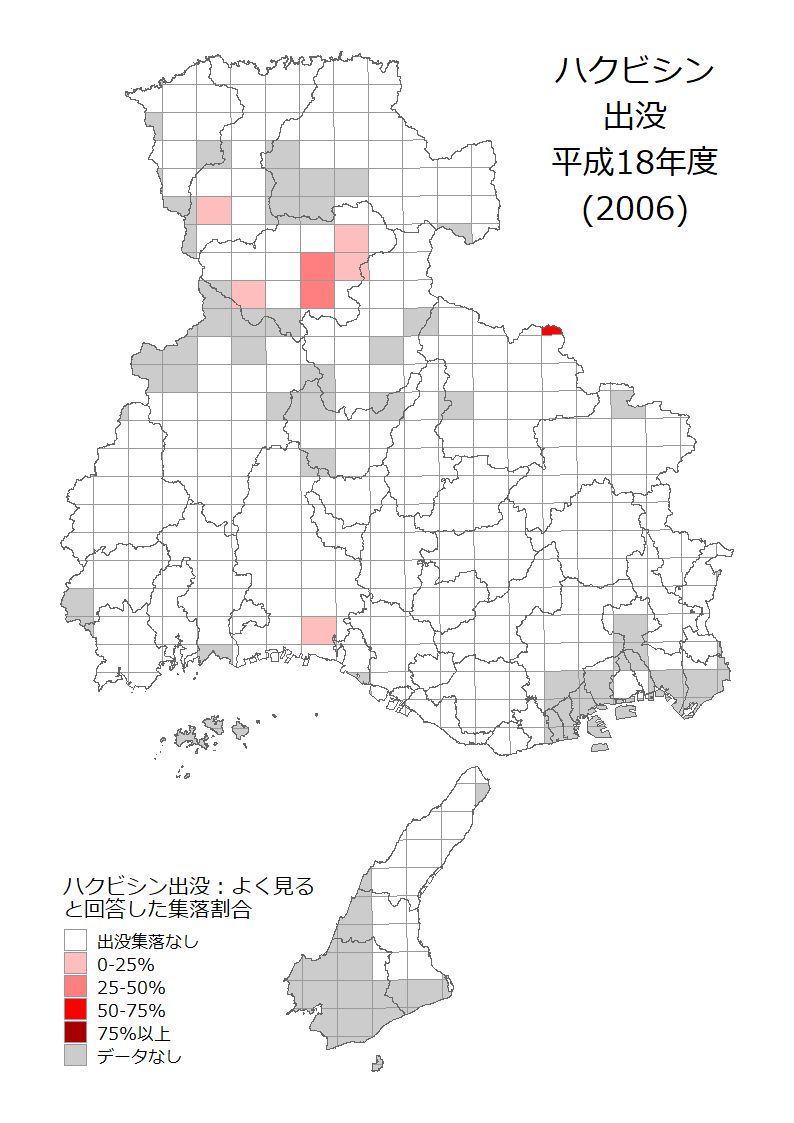 ハクビシン
出没
平成18年度
(2006)
ハクビシン出没：よく見る
と回答した集落割合
出没集落なし
0-25%
25-50%
50-75%
75%以上
データなし